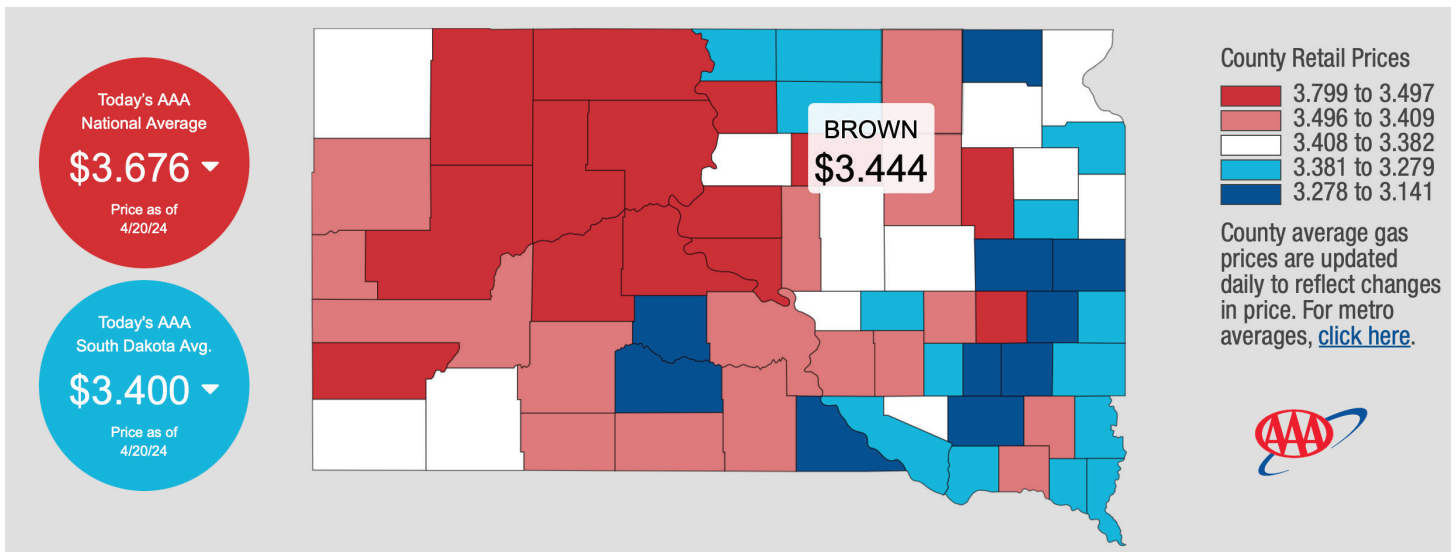 Today's AAA
National Average
$3.676
Price as of
4/20/24
Today's AAA
South Dakota Avg.
$3.400
Price as of
4/20/24
BROWN
$3.444
County Retail Prices
3.799 to 3.497
3.496 to 3.409
3.408 to 3.382
3.381 to 3.279
3.278 to 3.141
County average gas
prices are updated
daily to reflect changes
in price. For metro
averages, click here.
AAA